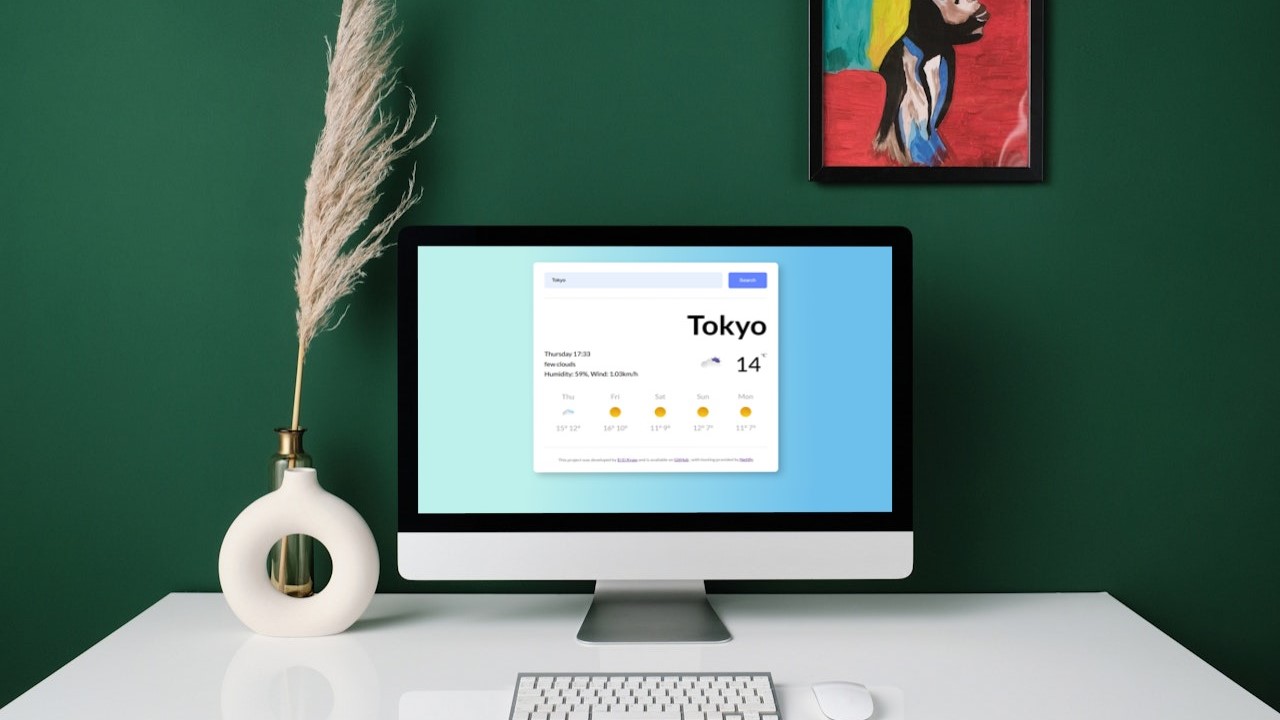 Tokyo
Search
Tokyo
Thursday 17:33
few clouds
Humidity: 59%, Wind: 1.03km/h
14
°C
Thu Fri Sat Sun Mon
15° 12° 16° 10° 11° 9° 12° 7° 11° 7°
This project was developed by and is available on GitHub, with hosting provided by Netlify